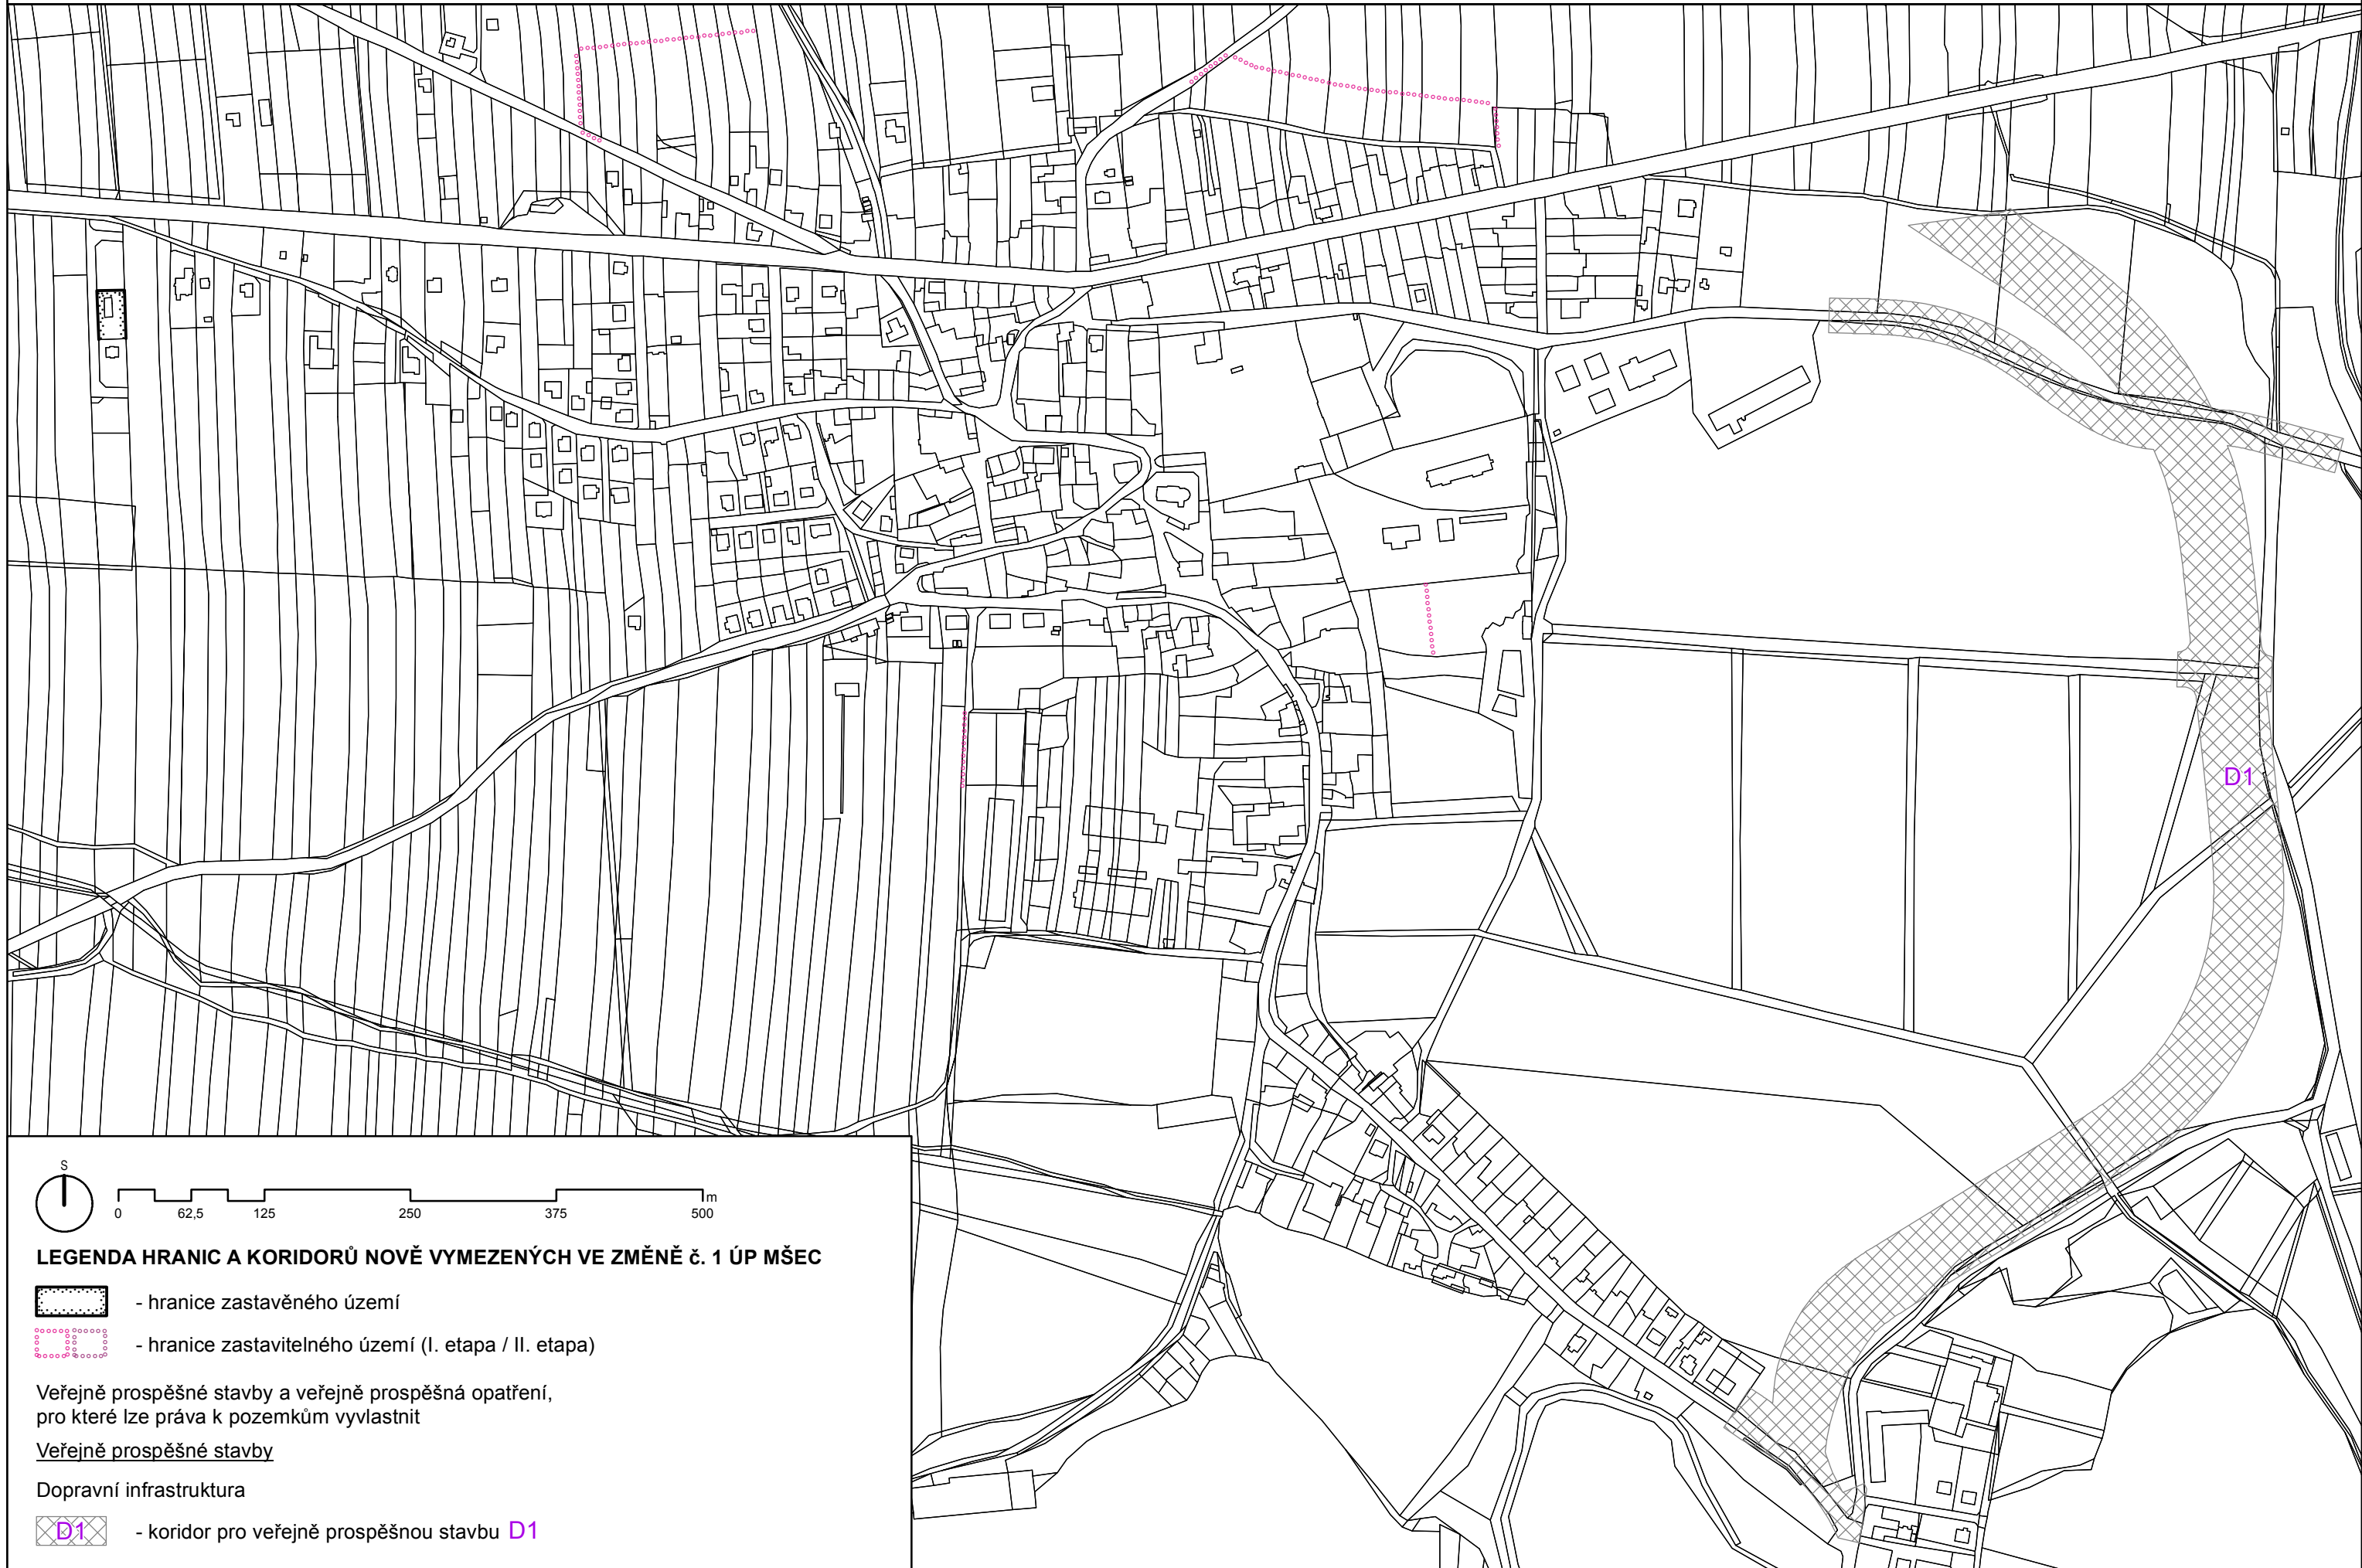 D1
S
m
0 62,5 125 250 375 500
LEGENDA HRANIC A KORIDORŮ NOVĚ VYMEZENÝCH VE ZMĚNĚ č. 1 ÚP MŠEC
- hranice zastavěného území
- hranice zastavitelného území (I. etapa / II. etapa)
Veřejně prospěšné stavby a veřejně prospěšná opatření,
pro které lze práva k pozemkům vyvlastnit
Veřejně prospěšné stavby
Dopravní infrastruktura
D1 - koridor pro veřejně prospěšnou stavbu D1